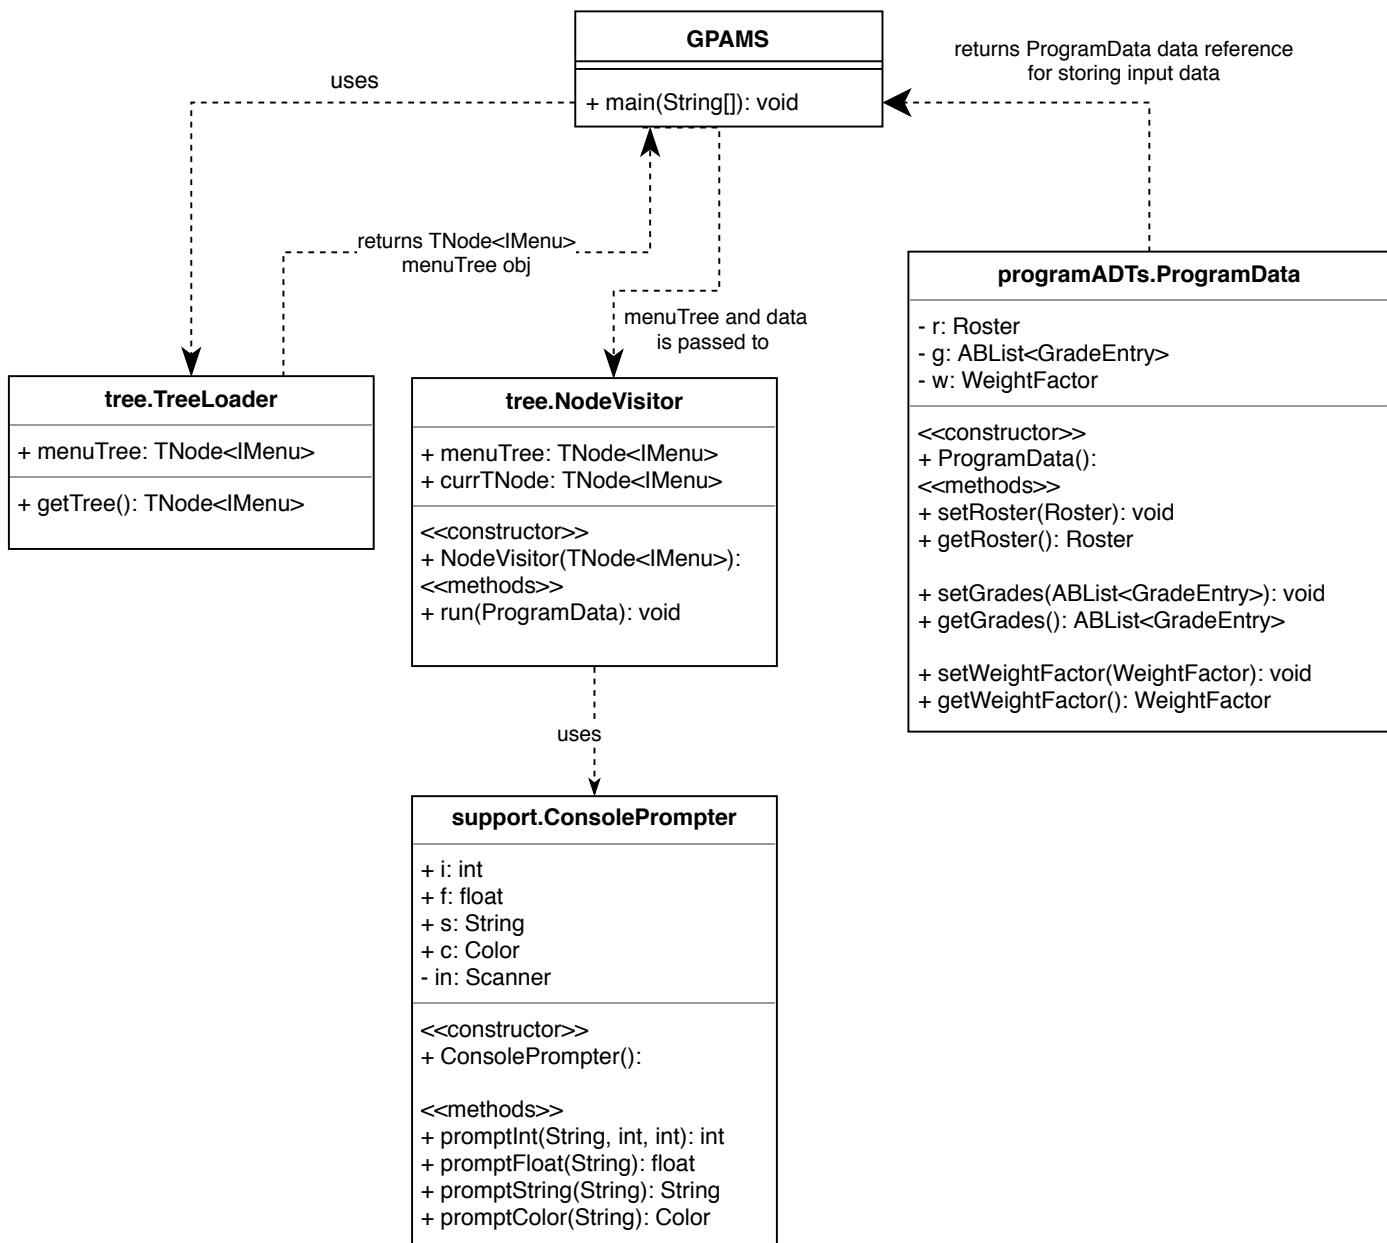 GPAMS
+ main(String[]): void
uses
returns ProgramData data reference
for storing input data
returns TNode<IMenu>
menuTree obj
menuTree and data
is passed to
tree.TreeLoader
+ menuTree: TNode<IMenu>
+ getTree(): TNode<IMenu>
tree.NodeVisitor
+ menuTree: TNode<IMenu>
+ currTNode: TNode<IMenu>
<<constructor>>
+ NodeVisitor(TNode<IMenu>):
<<methods>>
+ run(ProgramData): void
programADTs.ProgramData
- r: Roster
- g: ABList<GradeEntry>
- w: WeightFactor
<<constructor>>
+ ProgramData():
<<methods>>
+ setRoster(Roster): void
+ getRoster(): Roster
+ setGrades(ABList<GradeEntry>): void
+ getGrades(): ABList<GradeEntry>
+ setWeightFactor(WeightFactor): void
+ getWeightFactor(): WeightFactor
uses
support.ConsolePrompter
+ i: int
+ f: float
+ s: String
+ c: Color
- in: Scanner
<<constructor>>
+ ConsolePrompter():
<<methods>>
+ promptInt(String, int, int): int
+ promptFloat(String): float
+ promptString(String): String
+ promptColor(String): Color